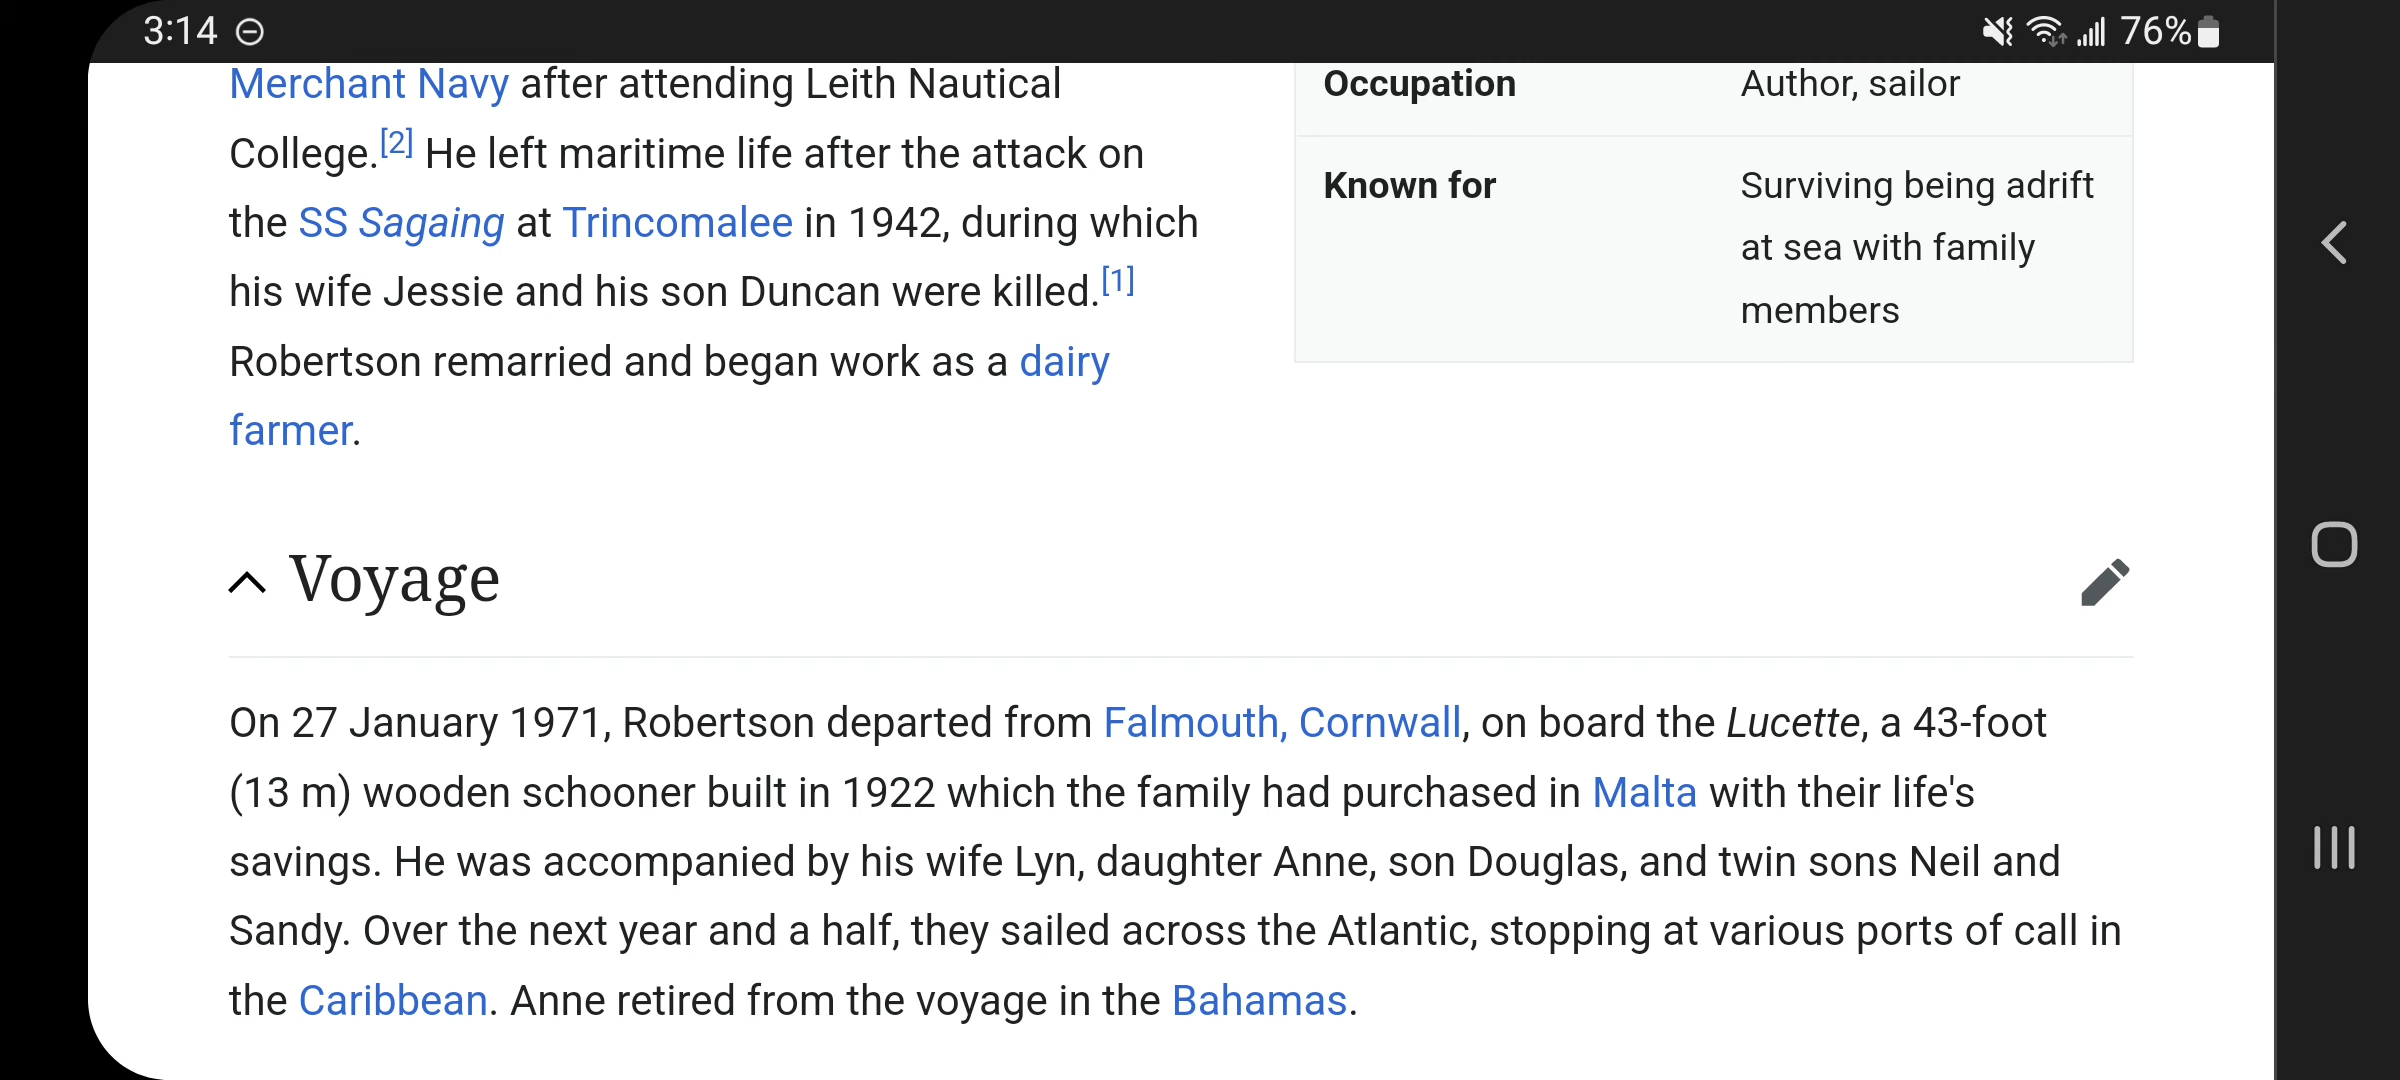 3:14
76%
Merchant Navy after attending Leith Nautical
College.[2] He left maritime life after the attack on
the SS Sagaing at Trincomalee in 1942, during which
his wife Jessie and his son Duncan were killed.[1]
Robertson remarried and began work as a dairy
farmer.
Occupation Author, sailor
Known for Surviving being adrift
at sea with family
members
Voyage
On 27 January 1971, Robertson departed from Falmouth, Cornwall, on board the Lucette, a 43-foot
(13 m) wooden schooner built in 1922 which the family had purchased in Malta with their life's
savings. He was accompanied by his wife Lyn, daughter Anne, son Douglas, and twin sons Neil and
Sandy. Over the next year and a half, they sailed across the Atlantic, stopping at various ports of call in
the Caribbean. Anne retired from the voyage in the Bahamas.